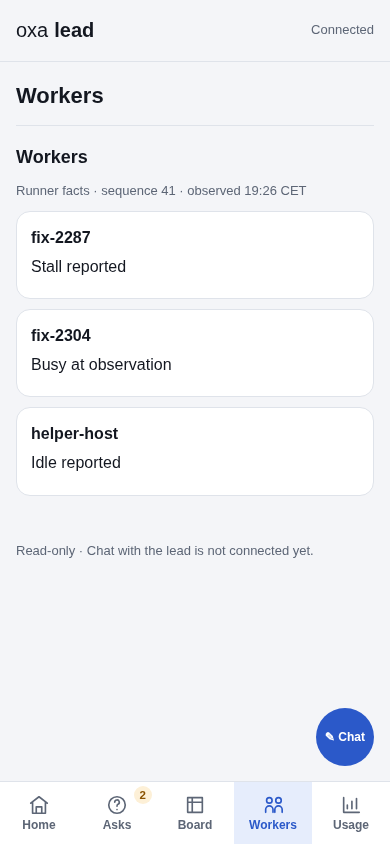 oxa lead
Connected
Workers
Workers
Runner facts · sequence 41 · observed 19:26 CET
fix-2287
Stall reported
fix-2304
Busy at observation
helper-host
Idle reported
Read-only · Chat with the lead is not connected yet.
✎ Chat
Home
2
Asks
Board
Workers
Usage